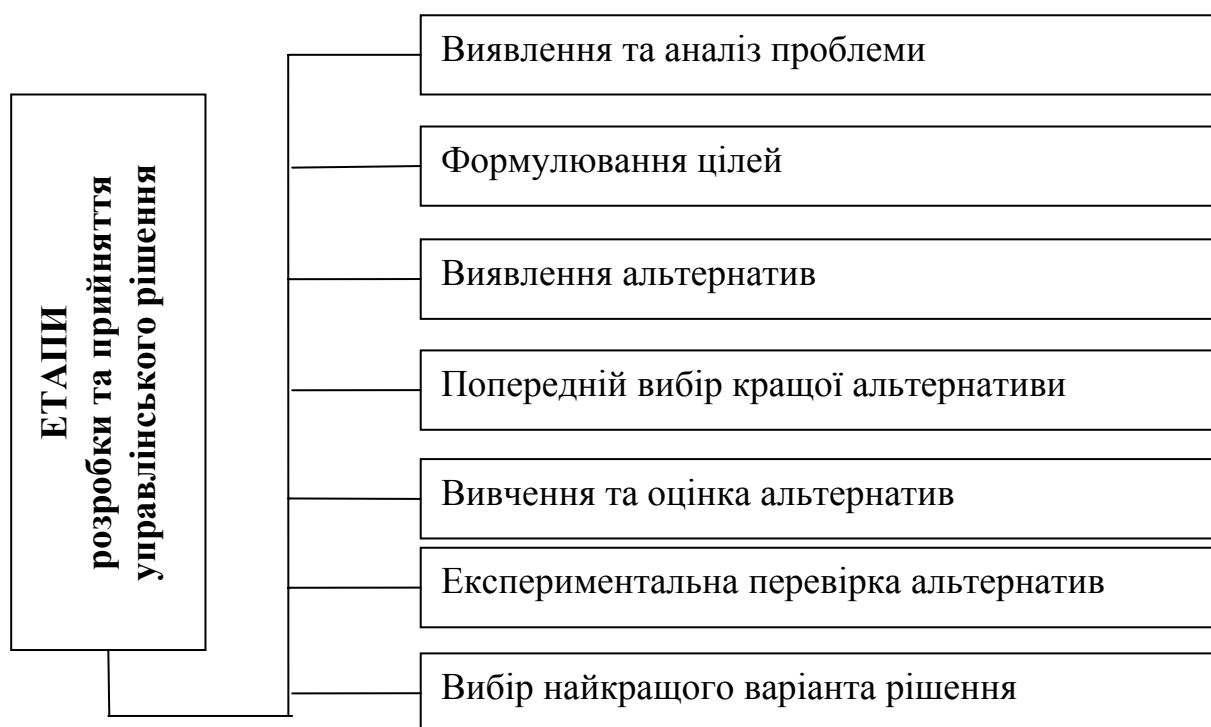 ЕТАПИ
розробки та прийняття
управлінського рішення
Виявлення та аналіз проблеми
Формулювання цілей
Виявлення альтернатив
Попередній вибір кращої альтернативи
Вивчення та оцінка альтернатив
Експериментальна перевірка альтернатив
Вибір найкращого варіанта рішення